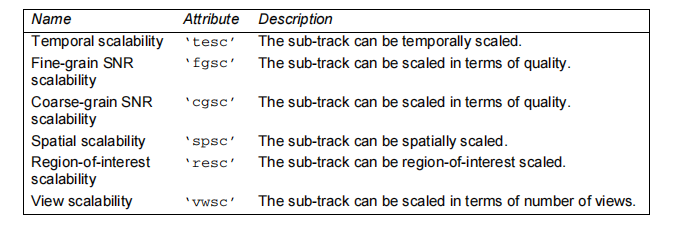 Name Attribute Description
Temporal scalability ‘tesc’ The sub-track can be temporally scaled.
Fine-grain SNR ‘fgsc’ The sub-track can be scaled in terms of quality.
scalability
Coarse-grain SNR ‘cgsc’ The sub-track can be scaled in terms of quality.
scalability
Spatial scalability ‘spsc’ The sub-track can be spatially scaled.
Region-of-interest ‘resc’ The sub-track can be region-of-interest scaled.
scalability
View scalability ‘vwsc’ The sub-track can be scaled in terms of number of views.